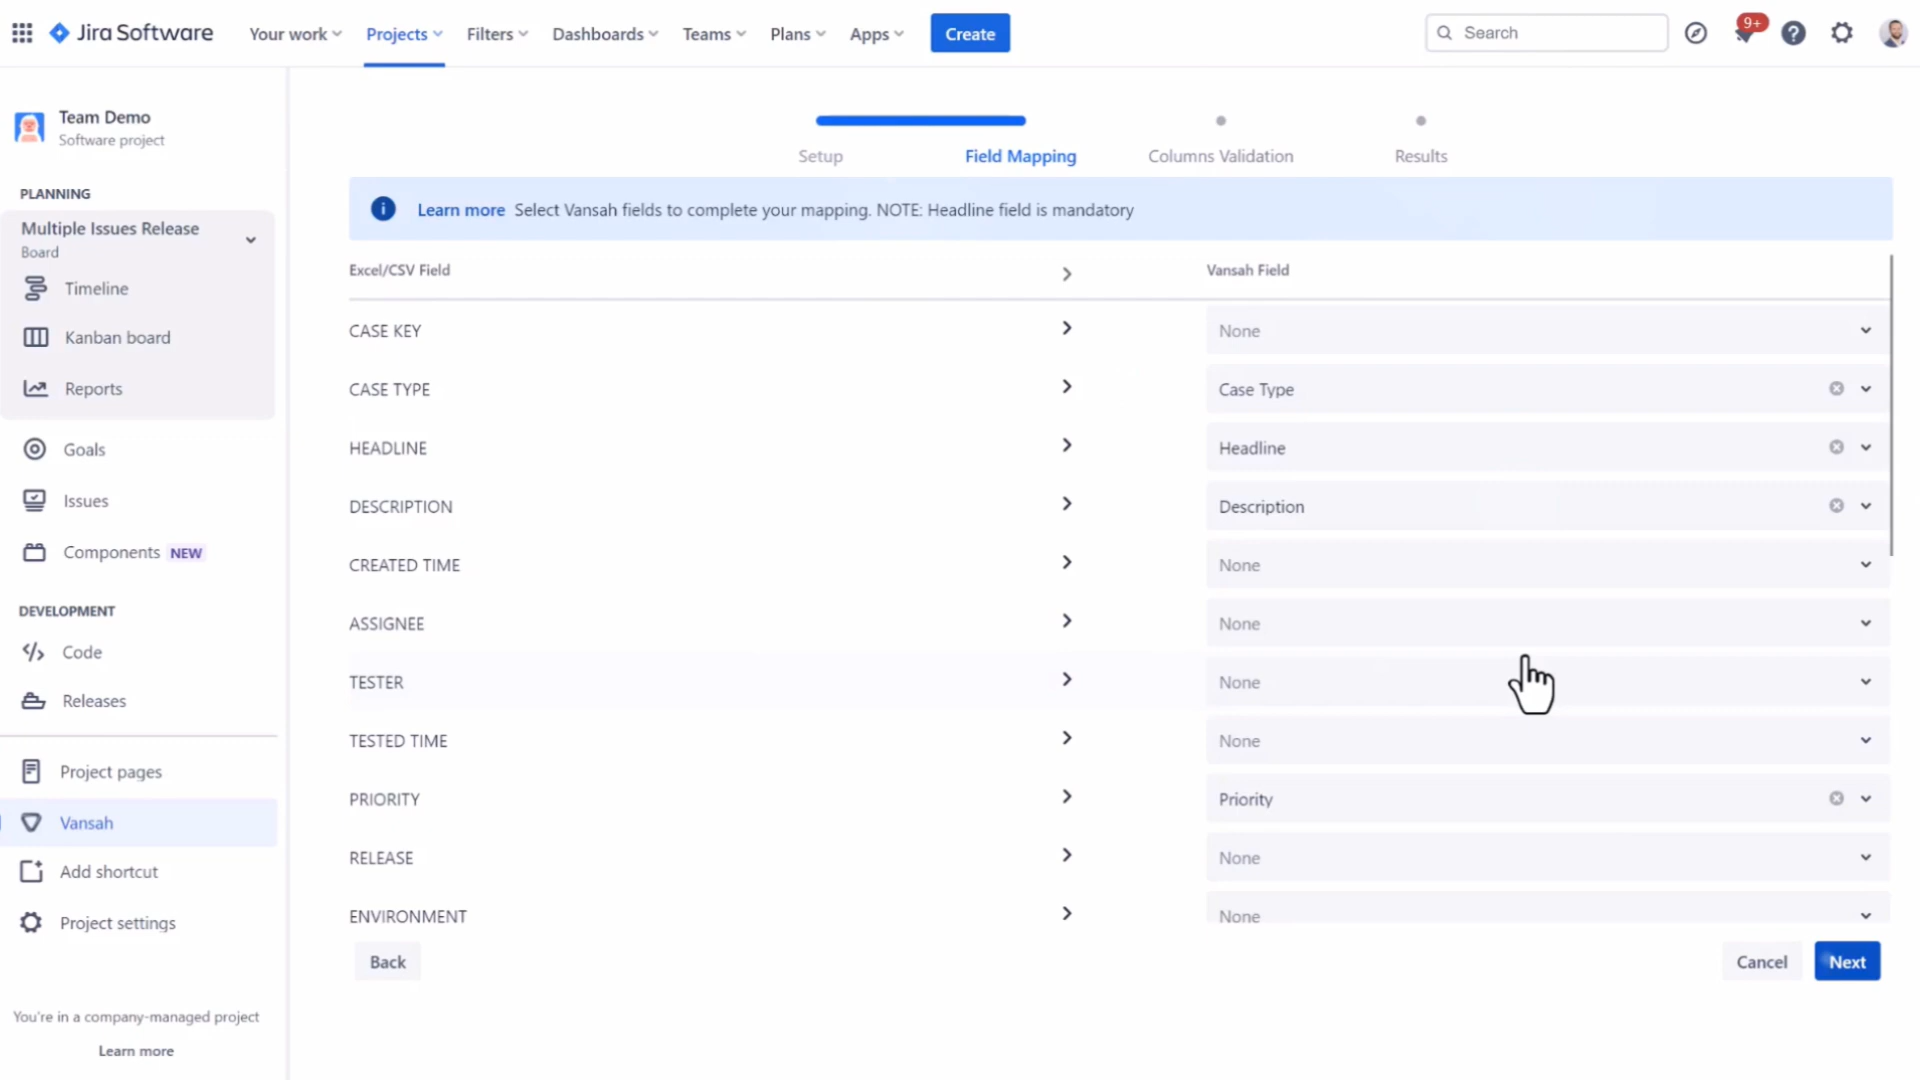 Jira Software
Your work
Projects
Filters
Dashboards
Teams
Plans
Apps
Create
Search
9+
Team Demo
Software project
PLANNING
Multiple Issues Release
Board
Timeline
Kanban board
Reports
Goals
Issues
Components NEW
DEVELOPMENT
Code
Releases
Project pages
Vansah
Add shortcut
Project settings
You're in a company-managed project
Learn more
Setup
Field Mapping
Columns Validation
Results
Learn more Select Vansah fields to complete your mapping. NOTE: Headline field is mandatory
Excel/CSV Field
Vansah Field
CASE KEY
None
CASE TYPE
Case Type
HEADLINE
Headline
DESCRIPTION
Description
CREATED TIME
None
ASSIGNEE
None
TESTER
None
TESTED TIME
None
PRIORITY
Priority
RELEASE
None
ENVIRONMENT
None
Back
Cancel
Next